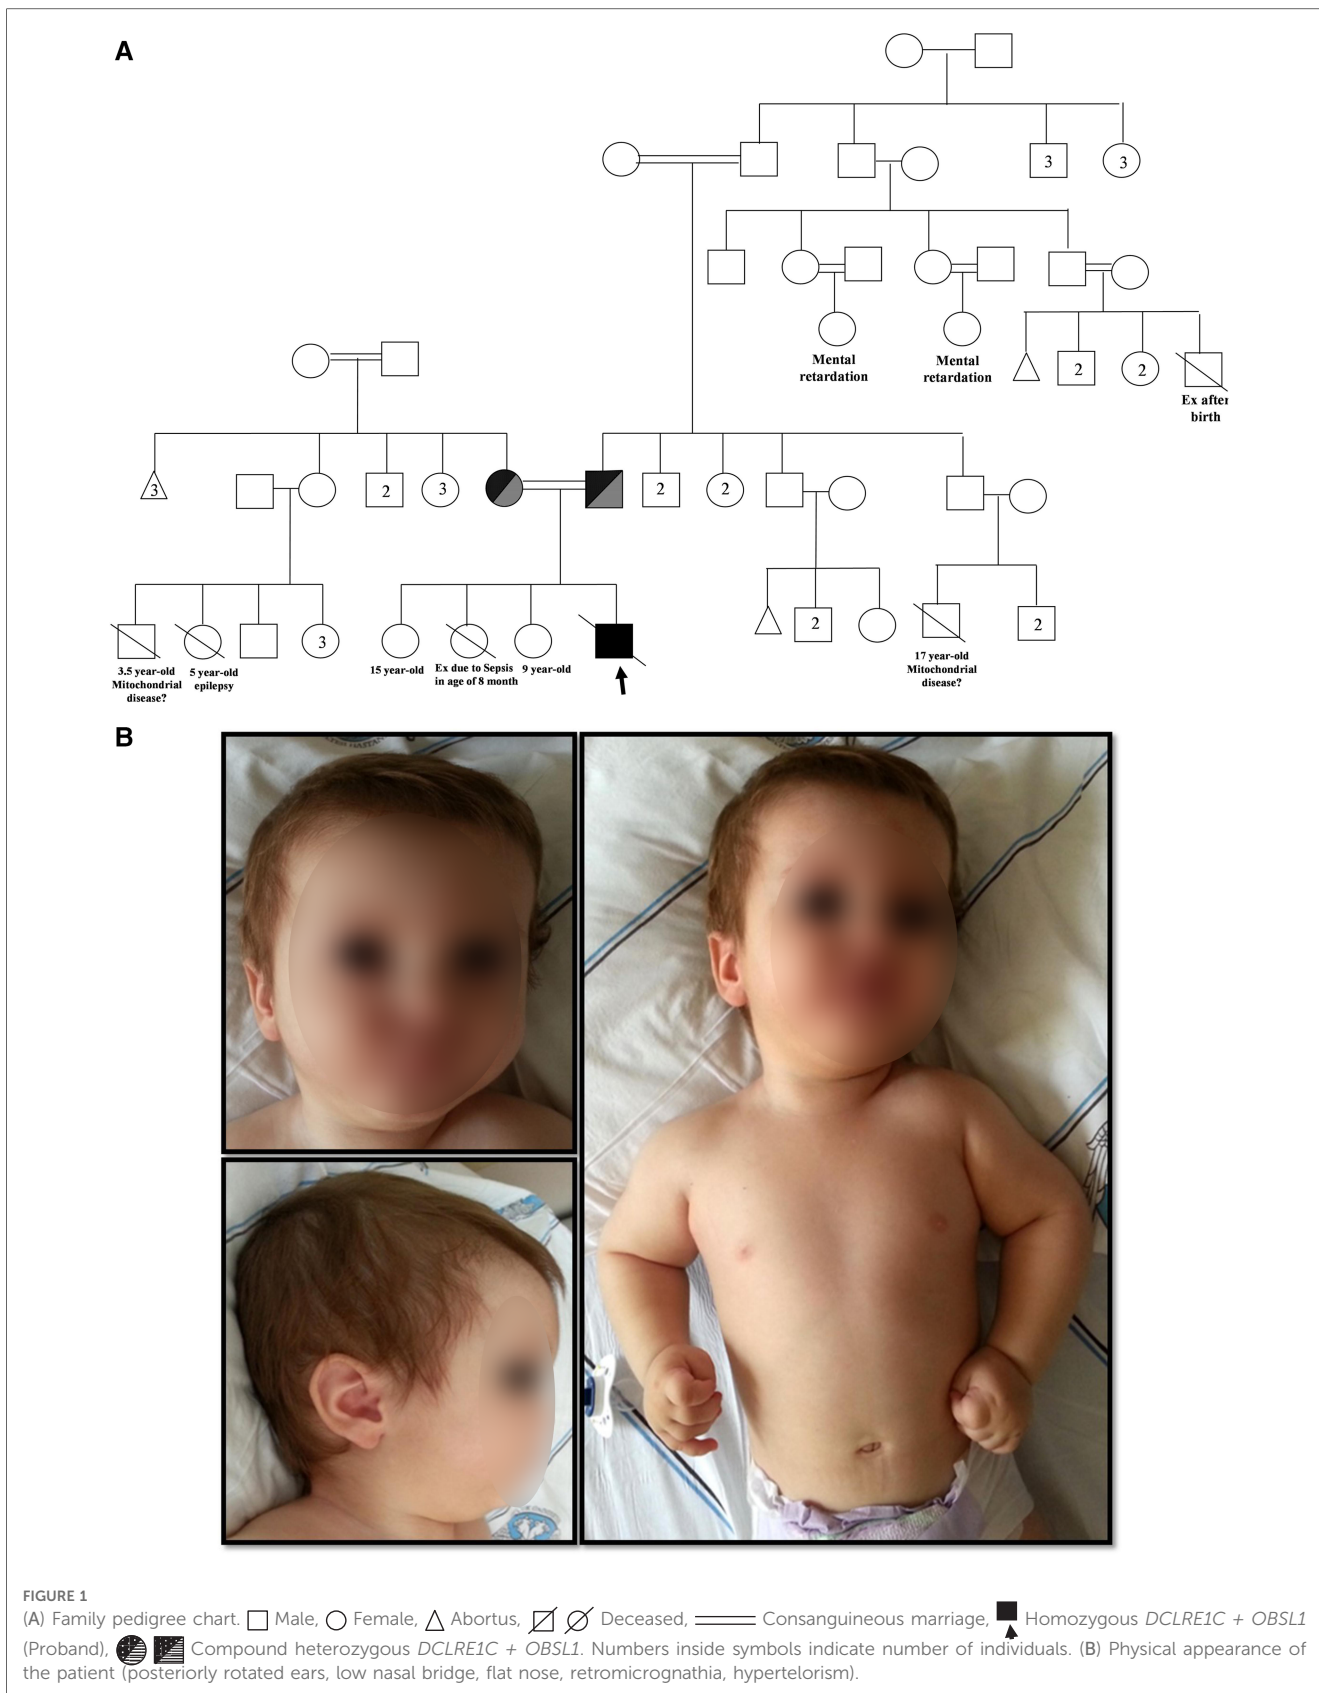 A
3
3
Mental
retardation
Mental
retardation
2
2
Ex after
birth
3
2
3
2
2
3
2
2
3.5 year-old
Mitochondrial
disease?
5 year-old
epilepsy
15 year-old
Ex due to Sepsis
in age of 8 month
9 year-old
17 year-old
Mitochondrial
disease?
B
FIGURE 1
(A) Family pedigree chart. Male, Female, Abortus, Deceased, Consanguineous marriage, Homozygous DCLRE1C + OBSL1
(Proband), Compound heterozygous DCLRE1C + OBSL1. Numbers inside symbols indicate number of individuals. (B) Physical appearance of
the patient (posteriorly rotated ears, low nasal bridge, flat nose, retromicrognathia, hypertelorism).